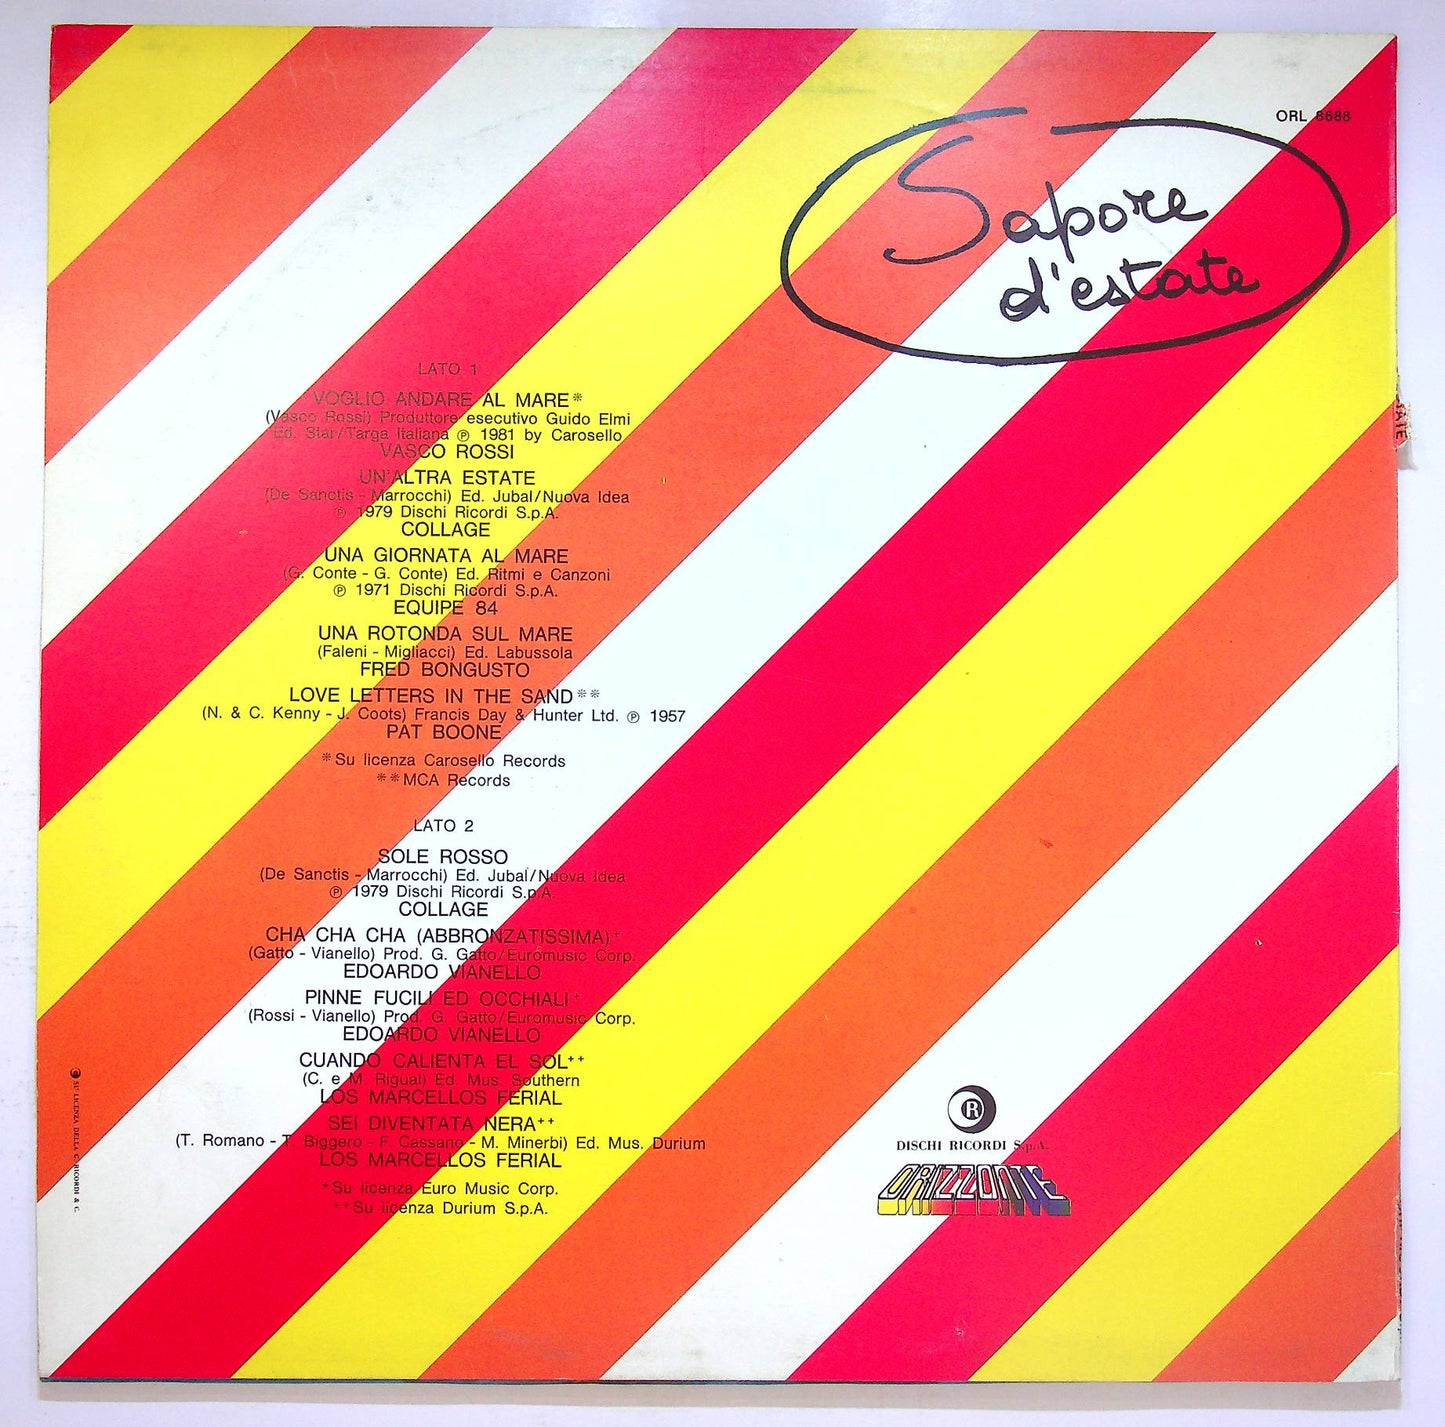 ORL 8688
Sapore
d'estate
LATO 1
VOGLIO ANDARE AL MARE*
(Vasco Rossi) Produttore esecutivo Guido Elmi
Ed. Star/Targa Italiana ℗ 1981 by Carosello
VASCO ROSSI
UN'ALTRA ESTATE
(De Sanctis - Marrocchi) Ed. Jubal/Nuova Idea
℗ 1979 Dischi Ricordi S.p.A.
COLLAGE
UNA GIORNATA AL MARE
(G. Conte - G. Conte) Ed. Ritmi e Canzoni
℗ 1971 Dischi Ricordi S.p.A.
EQUIPE 84
UNA ROTONDA SUL MARE
(Faleni - Migliacci) Ed. Labussola
FRED BONGUSTO
LOVE LETTERS IN THE SAND**
(N. & C. Kenny - J. Coots) Francis Day & Hunter Ltd. ℗ 1957
PAT BOONE
*Su licenza Carosello Records
**MCA Records
LATO 2
SOLE ROSSO
(De Sanctis - Marrocchi) Ed. Jubal/Nuova Idea
℗ 1979 Dischi Ricordi S.p.A.
COLLAGE
CHA CHA CHA (ABBRONZATISSIMA)+
(Gatto - Vianello) Prod. G. Gatto/Euromusic Corp.
EDOARDO VIANELLO
PINNE FUCILI ED OCCHIALI+
(Rossi - Vianello) Prod. G. Gatto/Euromusic Corp.
EDOARDO VIANELLO
CUANDO CALIENTA EL SOL++
(C. e M. Rigual) Ed. Mus. Southern
LOS MARCELLOS FERIAL
SEI DIVENTATA NERA++
(T. Romano - T. Biggero - F. Cassano - M. Minerbi) Ed. Mus. Durium
LOS MARCELLOS FERIAL
+Su licenza Euro Music Corp.
++Su licenza Durium S.p.A.
SU LICENZA DELLA G. RICORDI & C.
R
DISCHI RICORDI S.p.A.
ORIZZONTE